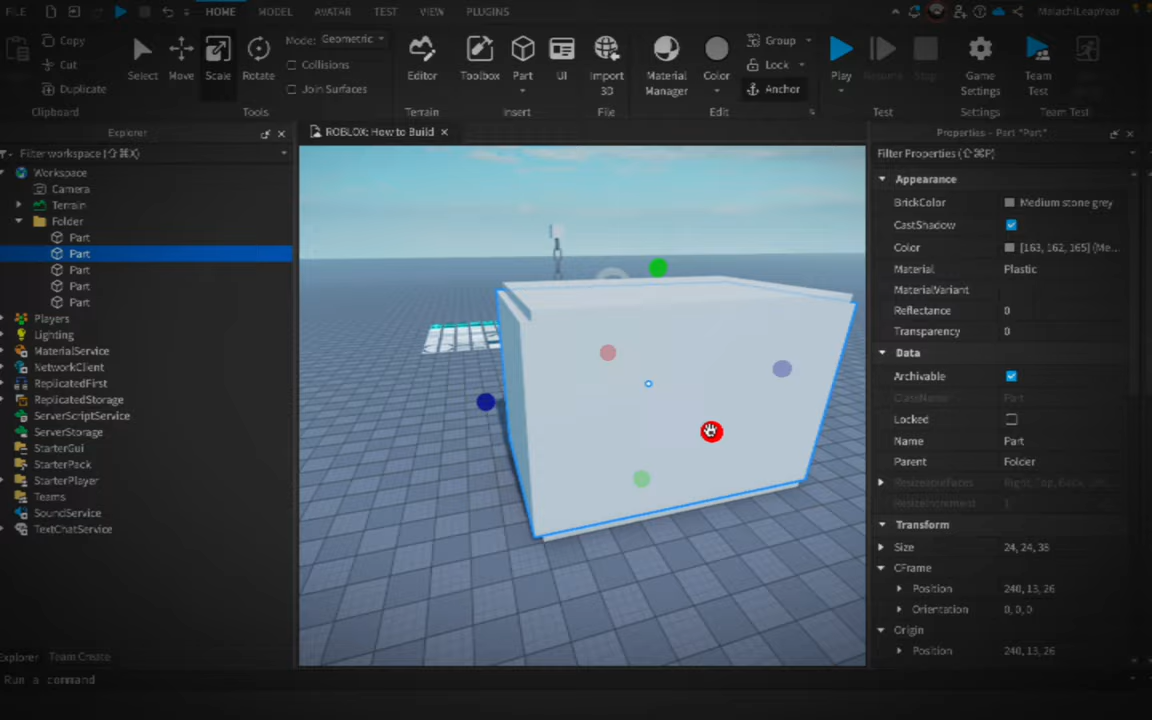 FILE HOME MODEL AVATAR TEST VIEW PLUGINS MalachiLeapYear
Copy
Cut
Duplicate
Clipboard
Select Move Scale Rotate
Mode: Geometric
Collisions
Join Surfaces
Tools
Editor
Terrain
Toolbox Part UI
Insert
Import
3D
File
Material
Manager
Color
Group
Lock
Anchor
Edit
Play Resume Stop
Test
Game
Settings
Settings
Team
Test
Team Test
Explorer
Filter workspace (⇧⌘X)
Workspace
Camera
Terrain
Folder
Part
Part
Part
Part
Part
Players
Lighting
MaterialService
NetworkClient
ReplicatedFirst
ReplicatedStorage
ServerScriptService
ServerStorage
StarterGui
StarterPack
StarterPlayer
Teams
SoundService
TextChatService
Explorer Team Create
Run a command
ROBLOX: How to Build
Properties - Part "Part"
Filter Properties (⇧⌘P)
Appearance
BrickColor Medium stone grey
CastShadow
Color [163, 162, 165] (Me...
Material Plastic
MaterialVariant
Reflectance 0
Transparency 0
Data
Archivable
ClassName Part
Locked
Name Part
Parent Folder
ResizeableFaces Right, Top, Back,
ResizeIncrement 1
Transform
Size 24, 24, 38
CFrame
Position 240, 13, 26
Orientation 0, 0, 0
Origin
Position 240, 13, 26